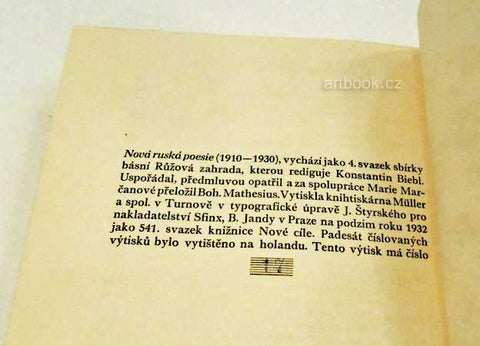 artbook.cz
Nová ruská poesie (1910—1930), vychází jako 4. svazek sbírky
básní Růžová zahrada, kterou rediguje Konstantin Biebl.
Uspořádal, předmluvou opatřil a za spolupráce Marie Mar-
čanové přeložil Boh. Mathesius. Vytiskla knihtiskárna Müller
a spol. v Turnově v typografické úpravě J. Štyrského pro
nakladatelství Sfinx, B. Jandy v Praze na podzim roku 1932
jako 541. svazek knižnice Nové cíle. Padesát číslovaných
výtisků bylo vytištěno na holandu. Tento výtisk má číslo